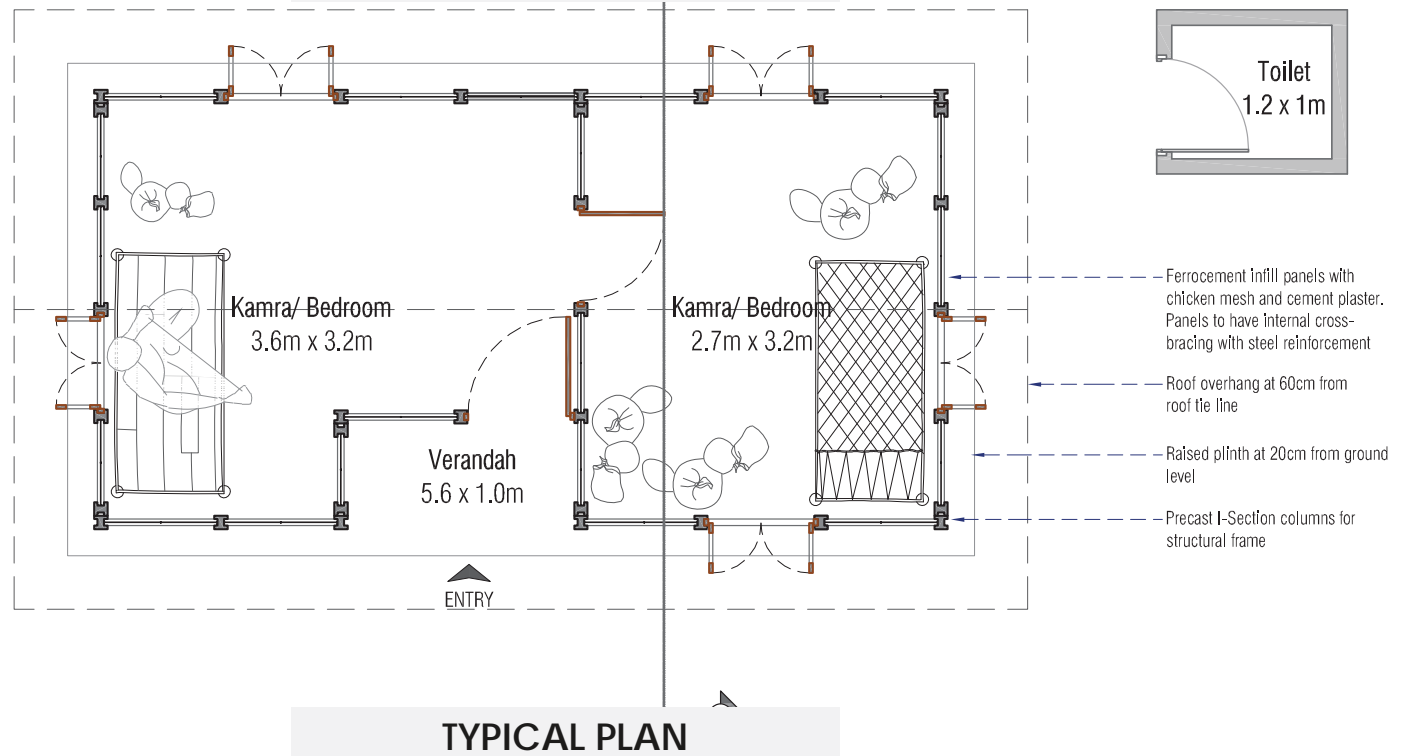 Toilet
1.2 x 1m
Kamra/ Bedroom
3.6m x 3.2m
Kamra/ Bedroom
2.7m x 3.2m
Verandah
5.6 x 1.0m
ENTRY
Ferrocement infill panels with
chicken mesh and cement plaster.
Panels to have internal cross-
bracing with steel reinforcement
Roof overhang at 60cm from
roof tie line
Raised plinth at 20cm from ground
level
Precast I-Section columns for
structural frame
TYPICAL PLAN